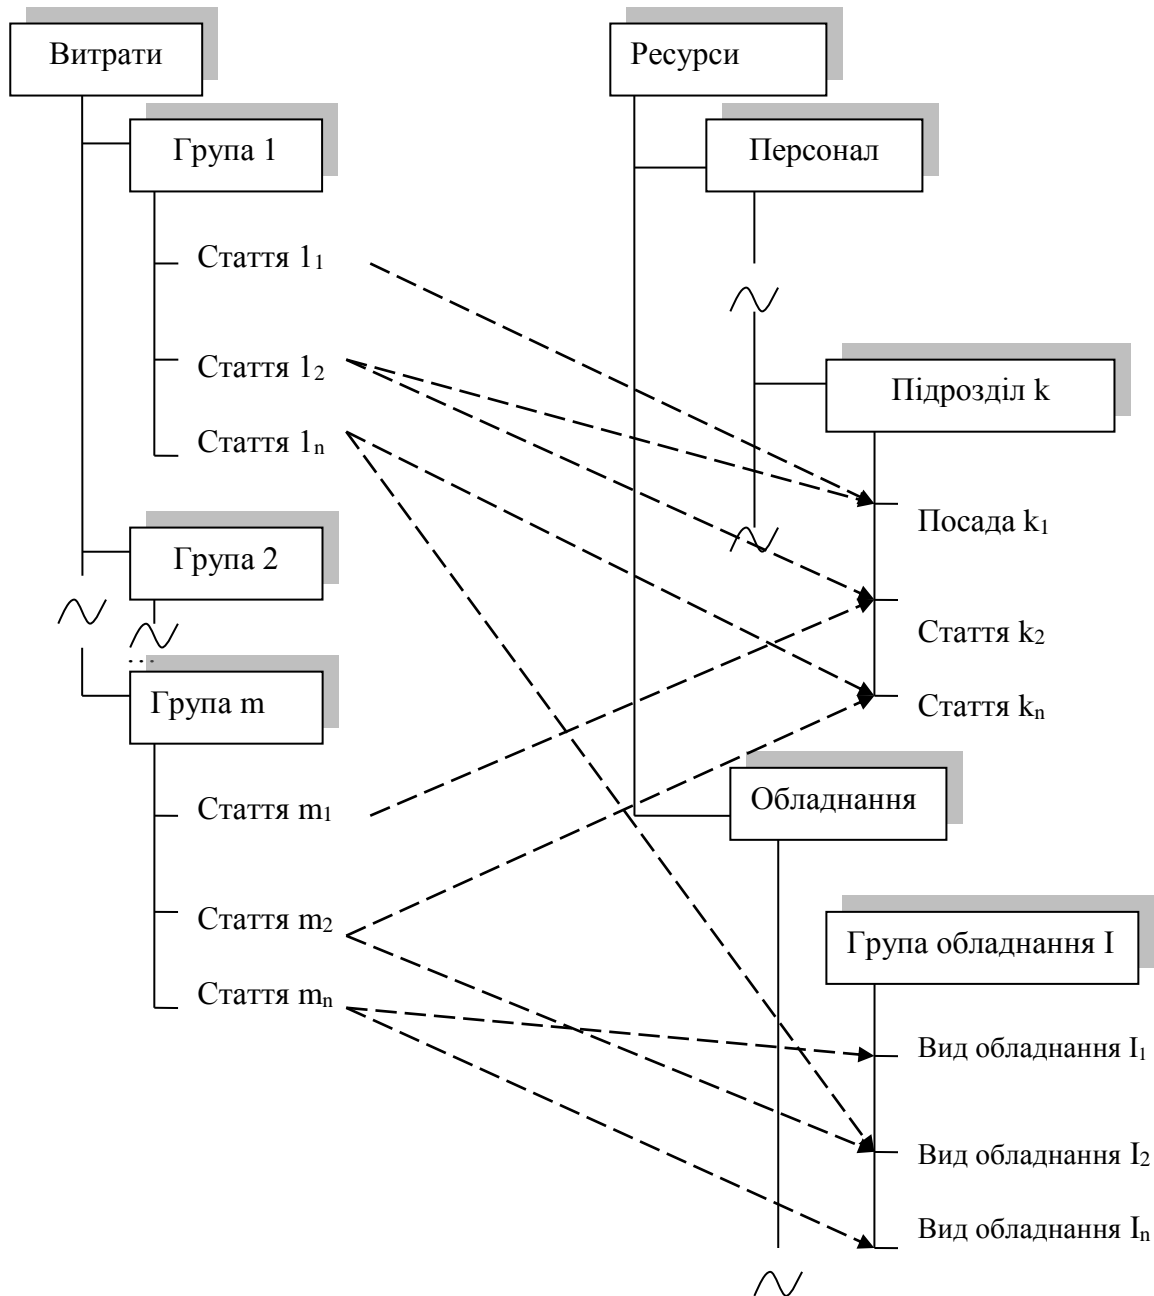 Витрати
Група 1
Стаття 1₁
Стаття 1₂
Стаття 1ₙ
Група 2
...
Група m
Стаття m₁
Стаття m₂
Стаття mₙ
Ресурси
Персонал
Підрозділ k
Посада k₁
Стаття k₂
Стаття kₙ
Обладнання
Група обладнання I
Вид обладнання I₁
Вид обладнання I₂
Вид обладнання Iₙ